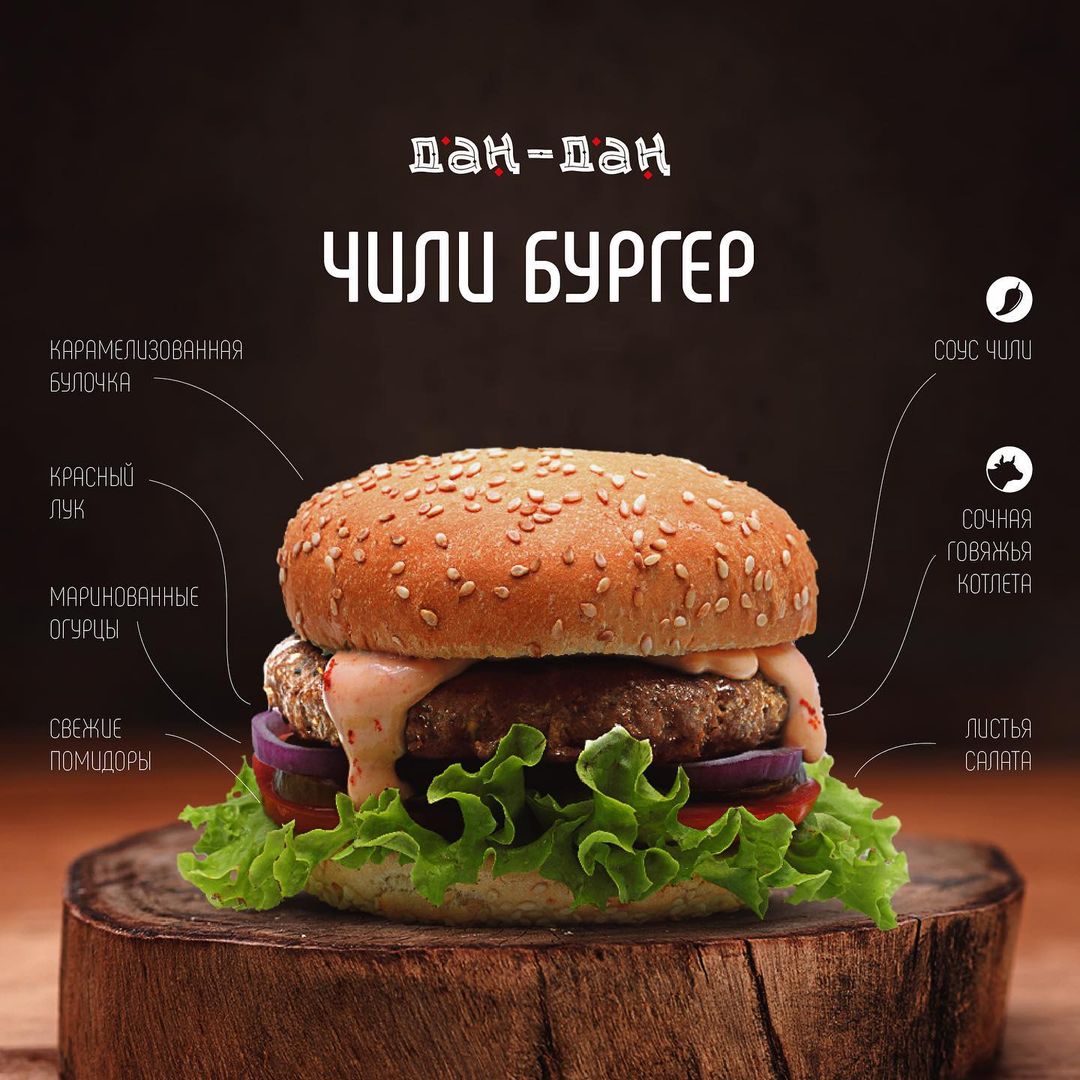 дан-дан
ЧИЛИ БУРГЕР
КАРАМЕЛИЗОВАННАЯ
БУЛОЧКА
КРАСНЫЙ
ЛУК
МАРИНОВАННЫЕ
ОГУРЦЫ
СВЕЖИЕ
ПОМИДОРЫ
СОУС ЧИЛИ
СОЧНАЯ
ГОВЯЖЬЯ
КОТЛЕТА
ЛИСТЬЯ
САЛАТА